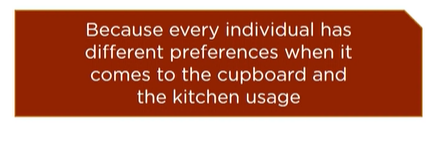 Because every individual has
different preferences when it
comes to the cupboard and
the kitchen usage